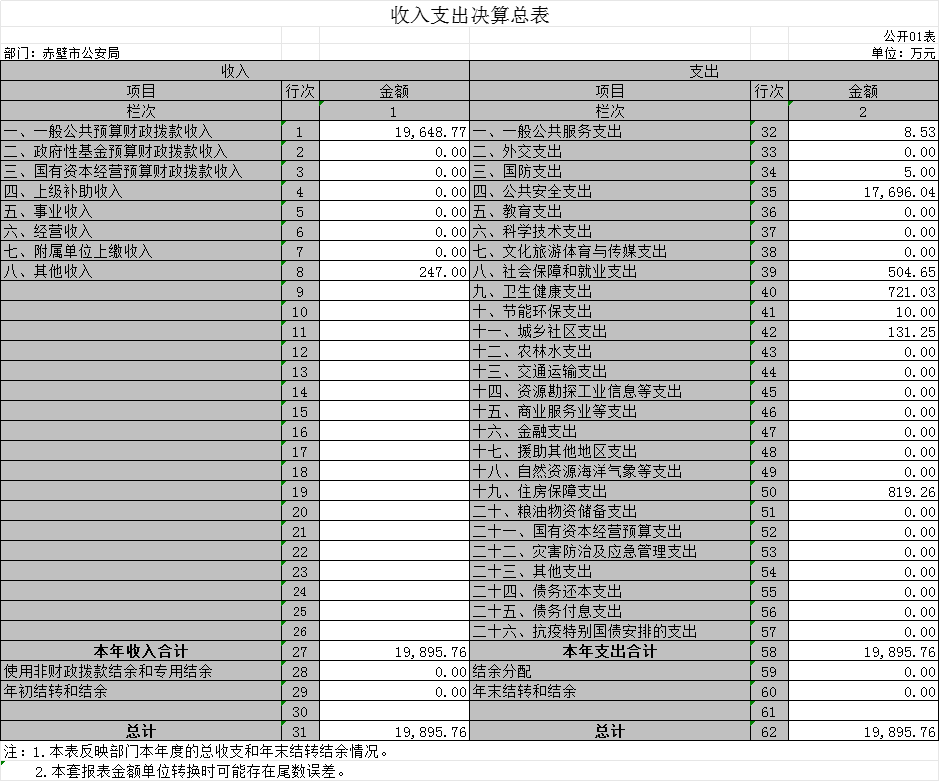 收入支出决算总表
公开01表
部门：赤壁市公安局 单位：万元
收入 支出
项目 行次 金额 项目 行次 金额
栏次 1 栏次 2
一、一般公共预算财政拨款收入 1 19,648.77 一、一般公共服务支出 32 8.53
二、政府性基金预算财政拨款收入 2 0.00 二、外交支出 33 0.00
三、国有资本经营预算财政拨款收入 3 0.00 三、国防支出 34 5.00
四、上级补助收入 4 0.00 四、公共安全支出 35 17,696.04
五、事业收入 5 0.00 五、教育支出 36 0.00
六、经营收入 6 0.00 六、科学技术支出 37 0.00
七、附属单位上缴收入 7 0.00 七、文化旅游体育与传媒支出 38 0.00
八、其他收入 8 247.00 八、社会保障和就业支出 39 504.65
9 九、卫生健康支出 40 721.03
10 十、节能环保支出 41 10.00
11 十一、城乡社区支出 42 131.25
12 十二、农林水支出 43 0.00
13 十三、交通运输支出 44 0.00
14 十四、资源勘探工业信息等支出 45 0.00
15 十五、商业服务业等支出 46 0.00
16 十六、金融支出 47 0.00
17 十七、援助其他地区支出 48 0.00
18 十八、自然资源海洋气象等支出 49 0.00
19 十九、住房保障支出 50 819.26
20 二十、粮油物资储备支出 51 0.00
21 二十一、国有资本经营预算支出 52 0.00
22 二十二、灾害防治及应急管理支出 53 0.00
23 二十三、其他支出 54 0.00
24 二十四、债务还本支出 55 0.00
25 二十五、债务付息支出 56 0.00
26 二十六、抗疫特别国债安排的支出 57 0.00
本年收入合计 27 19,895.76 本年支出合计 58 19,895.76
使用非财政拨款结余和专用结余 28 0.00 结余分配 59 0.00
年初结转和结余 29 0.00 年末结转和结余 60 0.00
30 61
总计 31 19,895.76 总计 62 19,895.76
注：1.本表反映部门本年度的总收支和年末结转结余情况。
2.本套报表金额单位转换时可能存在尾数误差。